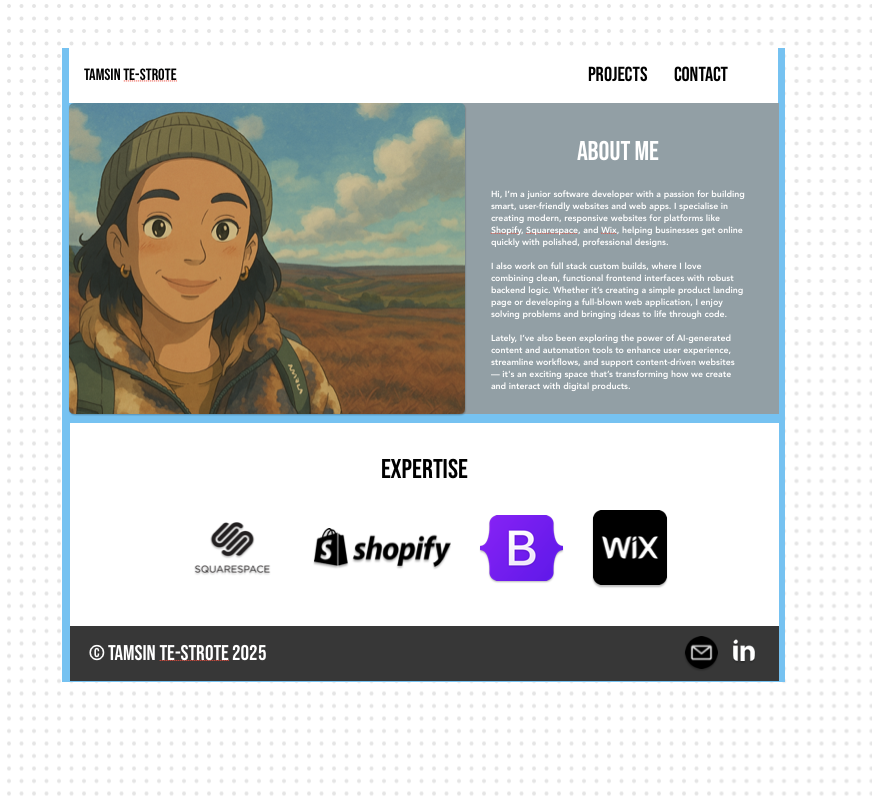 TAMSIN TE-STROTE
PROJECTS CONTACT
ABOUT ME
Hi, I'm a junior software developer with a passion for building
smart, user-friendly websites and web apps. I specialise in
creating modern, responsive websites for platforms like
Shopify, Squarespace, and Wix, helping businesses get online
quickly with polished, professional designs.
I also work on full stack custom builds, where I love
combining clean, functional frontend interfaces with robust
backend logic. Whether it's creating a simple product landing
page or developing a full-blown web application, I enjoy
solving problems and bringing ideas to life through code.
Lately, I've also been exploring the power of AI-generated
content and automation tools to enhance user experience,
streamline workflows, and support content-driven websites
— it's an exciting space that's transforming how we create
and interact with digital products.
EXPERTISE
SQUARESPACE
S shopify
B
WiX
© TAMSIN TE-STROTE 2025
in